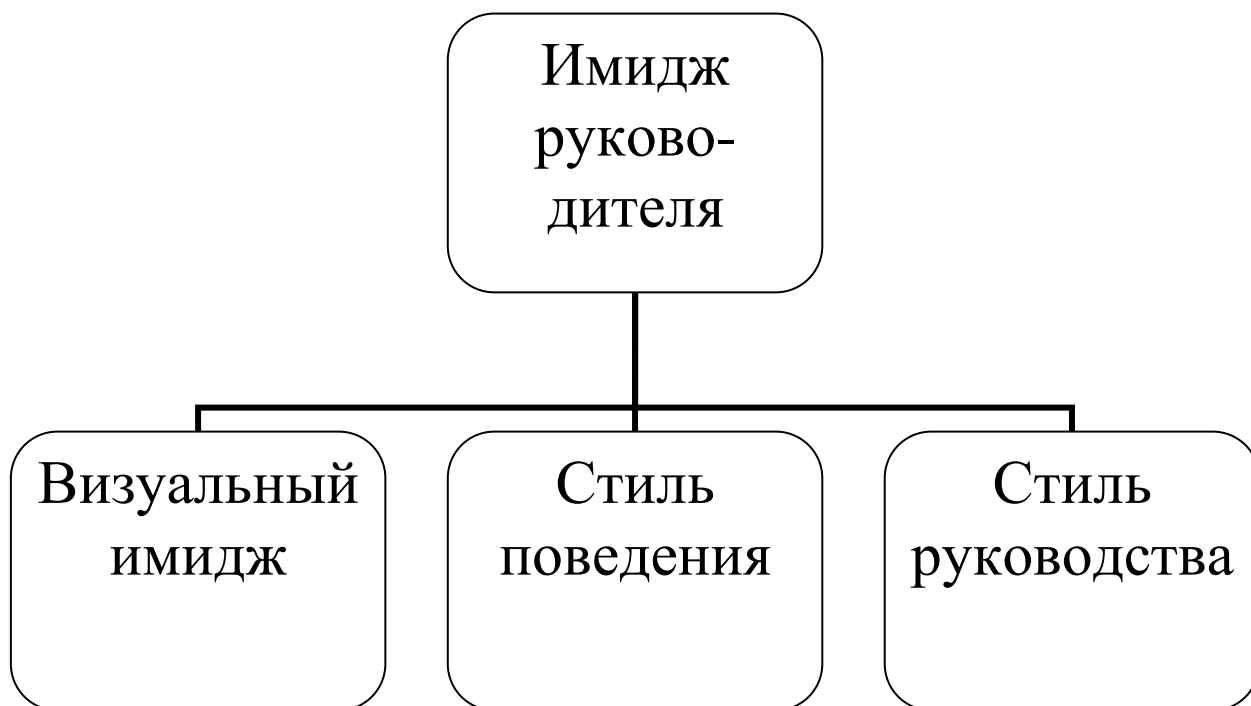 Имидж
руково-
дителя
Визуальный
имидж
Стиль
поведения
Стиль
руководства